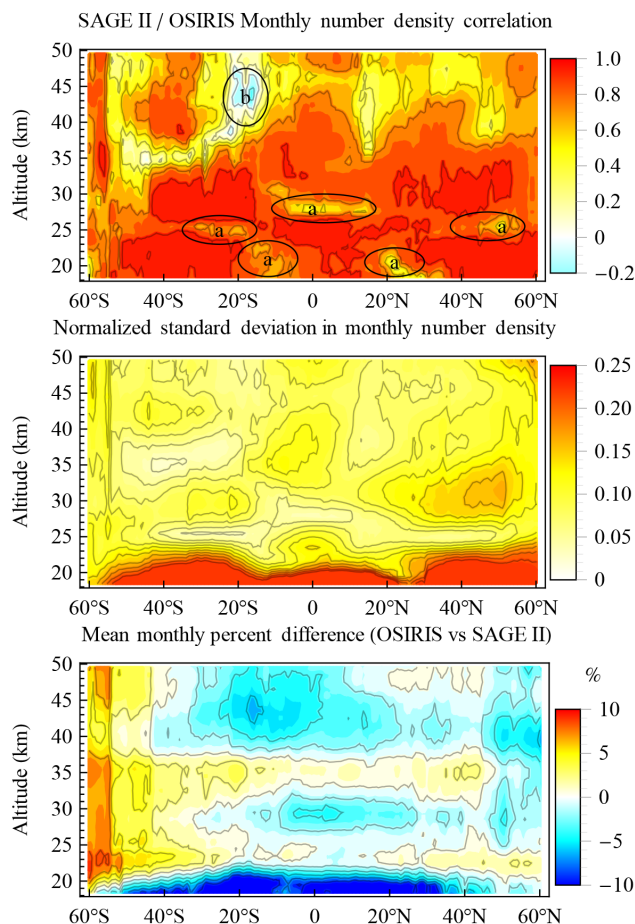 SAGE II / OSIRIS Monthly number density correlation
50
45
40
35
30
25
20
Altitude (km)
b
a
a
a
a
a
60°S 40°S 20°S 0 20°N 40°N 60°N
1.0
0.8
0.6
0.4
0.2
0
−0.2
Normalized standard deviation in monthly number density
50
45
40
35
30
25
20
Altitude (km)
60°S 40°S 20°S 0 20°N 40°N 60°N
0.25
0.20
0.15
0.10
0.05
0
Mean monthly percent difference (OSIRIS vs SAGE II)
50
45
40
35
30
25
20
Altitude (km)
60°S 40°S 20°S 0 20°N 40°N 60°N
%
10
5
0
−5
−10